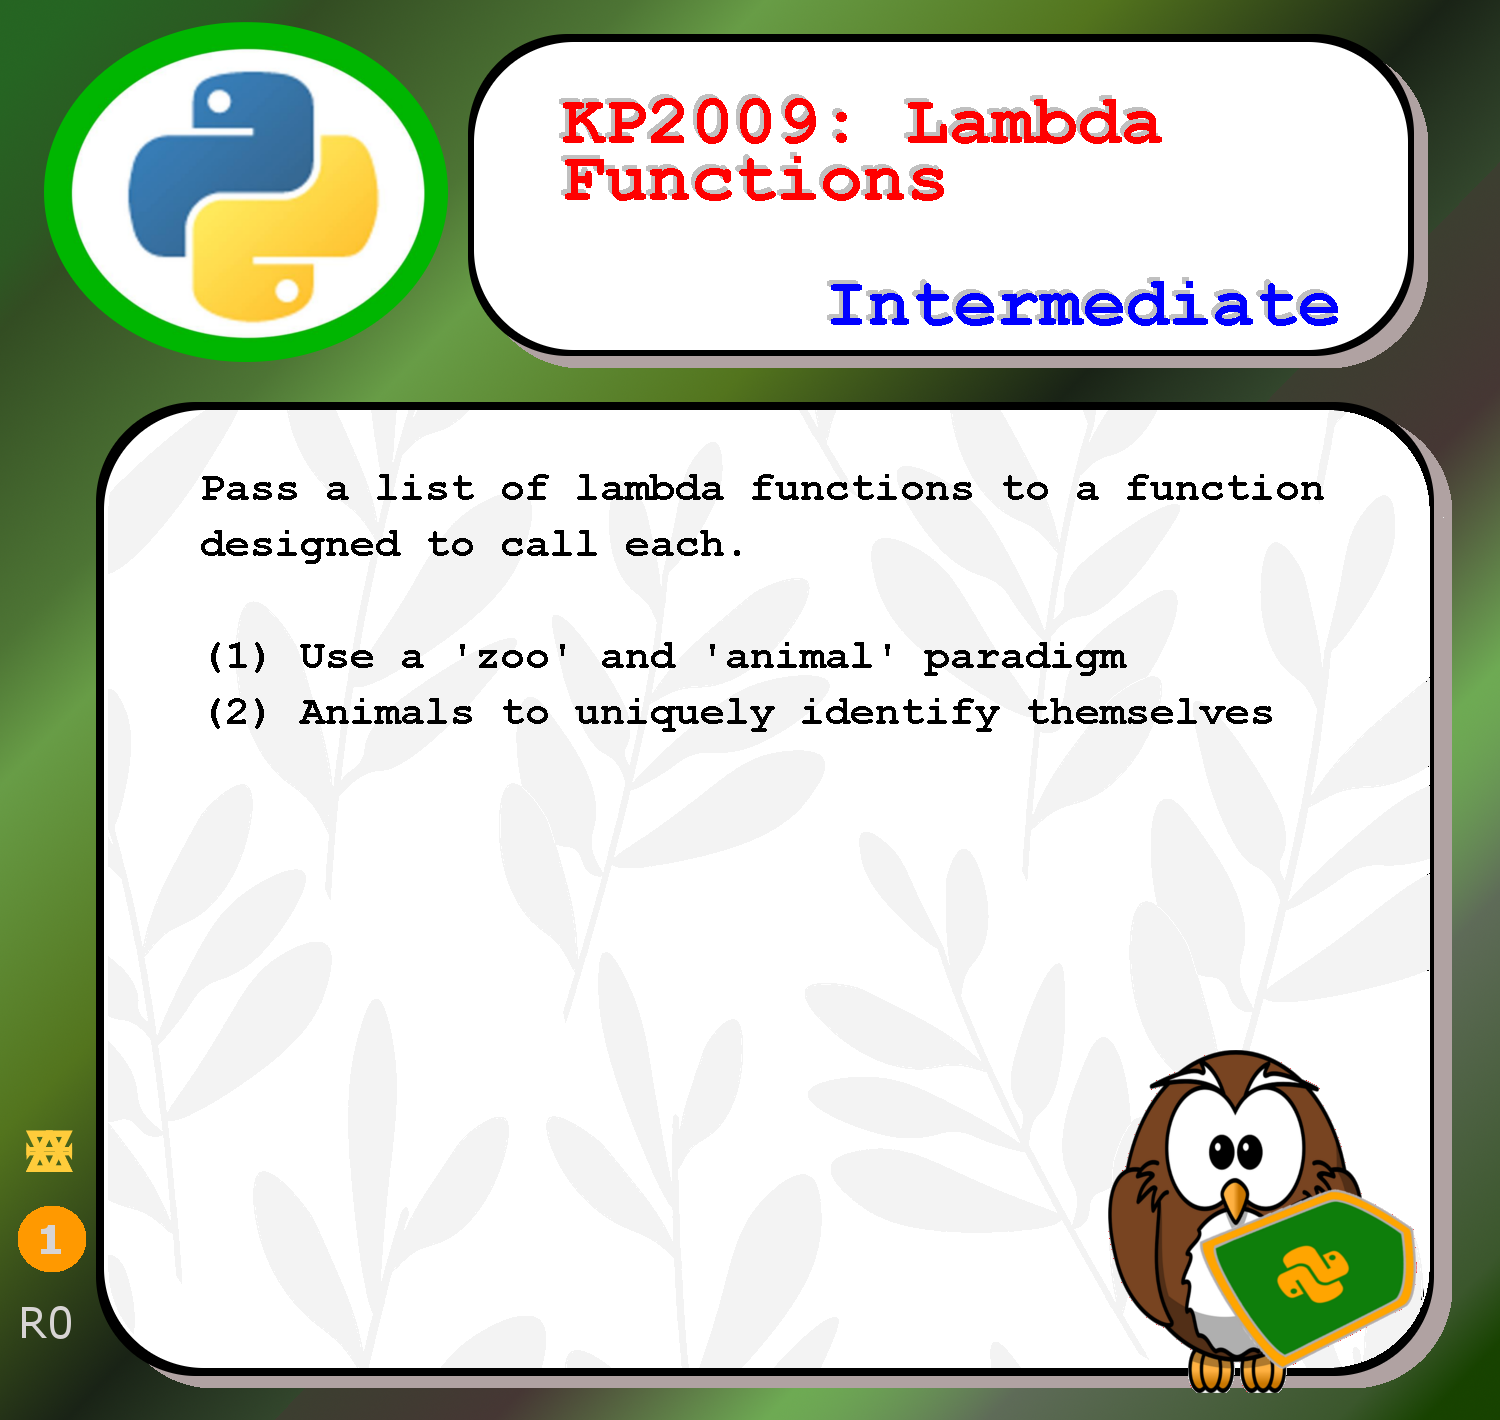 KP2009: Lambda
Functions
Intermediate
Pass a list of lambda functions to a function
designed to call each.
(1) Use a 'zoo' and 'animal' paradigm
(2) Animals to uniquely identify themselves
1
R0